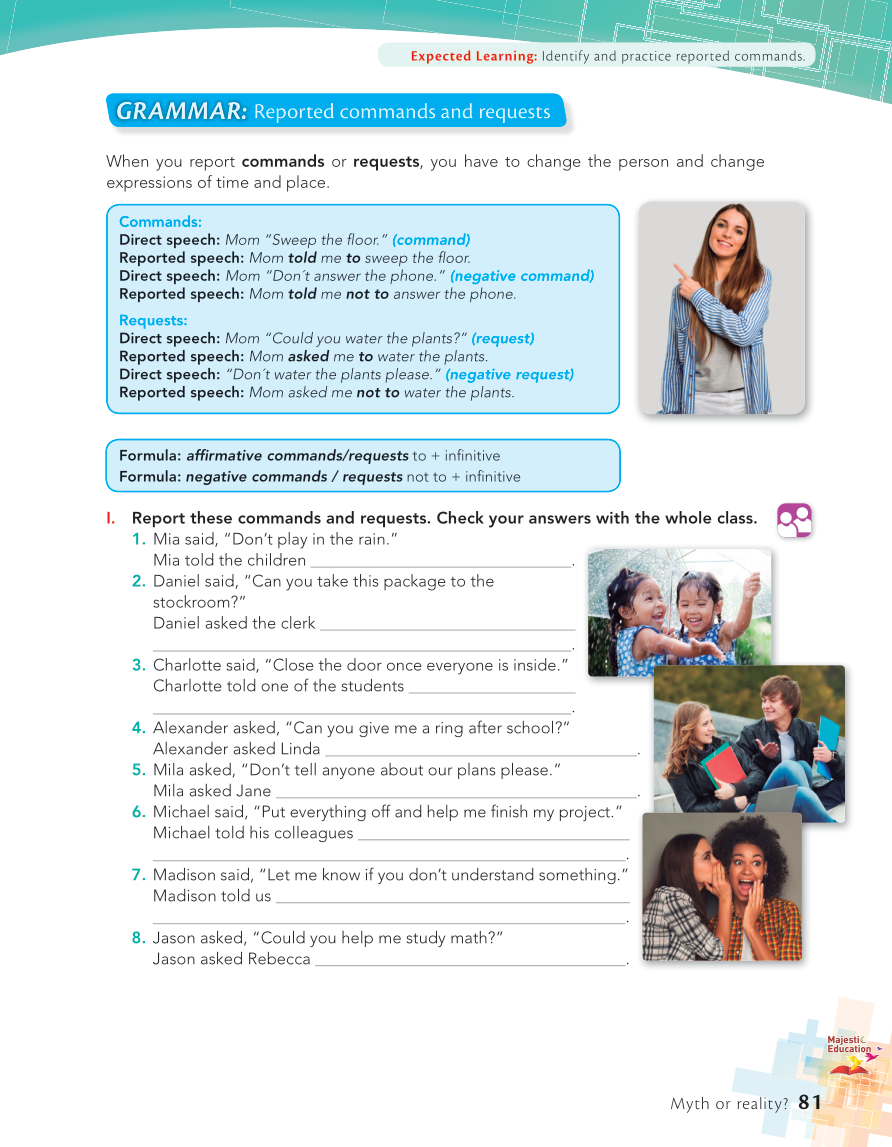 Expected Learning: Identify and practice reported commands.
GRAMMAR: Reported commands and requests
When you report commands or requests, you have to change the person and change
expressions of time and place.
Commands:
Direct speech: Mom “Sweep the floor.” (command)
Reported speech: Mom told me to sweep the floor.
Direct speech: Mom “Don´t answer the phone.” (negative command)
Reported speech: Mom told me not to answer the phone.
Requests:
Direct speech: Mom “Could you water the plants?” (request)
Reported speech: Mom asked me to water the plants.
Direct speech: “Don´t water the plants please.” (negative request)
Reported speech: Mom asked me not to water the plants.
Formula: affirmative commands/requests to + infinitive
Formula: negative commands / requests not to + infinitive
I. Report these commands and requests. Check your answers with the whole class.
1. Mia said, “Don’t play in the rain.”
Mia told the children ______________________________.
2. Daniel said, “Can you take this package to the
stockroom?”
Daniel asked the clerk ______________________________
______________________________.
3. Charlotte said, “Close the door once everyone is inside.”
Charlotte told one of the students ____________________
______________________________.
4. Alexander asked, “Can you give me a ring after school?”
Alexander asked Linda ______________________________.
5. Mila asked, “Don’t tell anyone about our plans please.”
Mila asked Jane ______________________________.
6. Michael said, “Put everything off and help me finish my project.”
Michael told his colleagues ______________________________
______________________________.
7. Madison said, “Let me know if you don’t understand something.”
Madison told us ______________________________
______________________________.
8. Jason asked, “Could you help me study math?”
Jason asked Rebecca ______________________________.
Majestic
Education
Myth or reality? 81